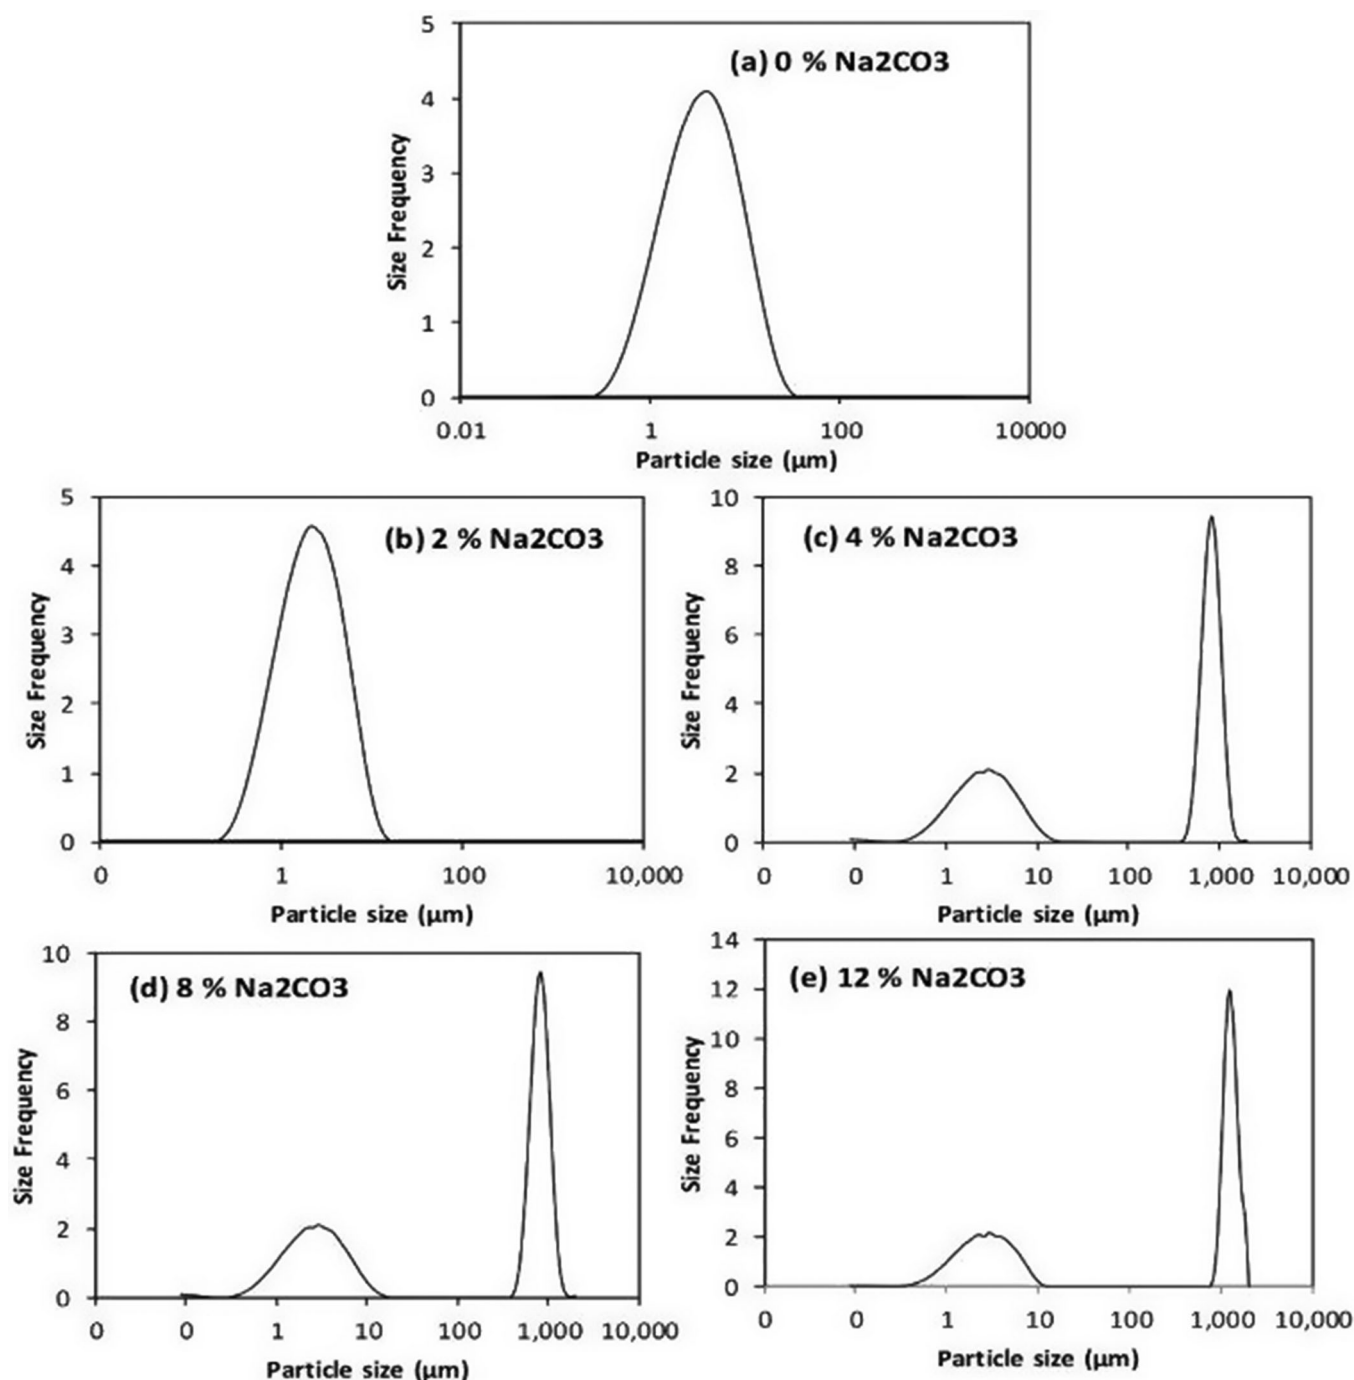 (a) 0 % Na2CO3
Size Frequency
5
4
3
2
1
0
0.01 1 100 10000
Particle size (µm)
(b) 2 % Na2CO3
Size Frequency
5
4
3
2
1
0
0 1 100 10,000
Particle size (µm)
(c) 4 % Na2CO3
Size Frequency
10
8
6
4
2
0
0 0 1 10 100 1,000 10,000
Particle size (µm)
(d) 8 % Na2CO3
Size Frequency
10
8
6
4
2
0
0 0 1 10 100 1,000 10,000
Particle size (µm)
(e) 12 % Na2CO3
Size Frequency
14
12
10
8
6
4
2
0
0 0 1 10 100 1,000 10,000
Particle size (µm)